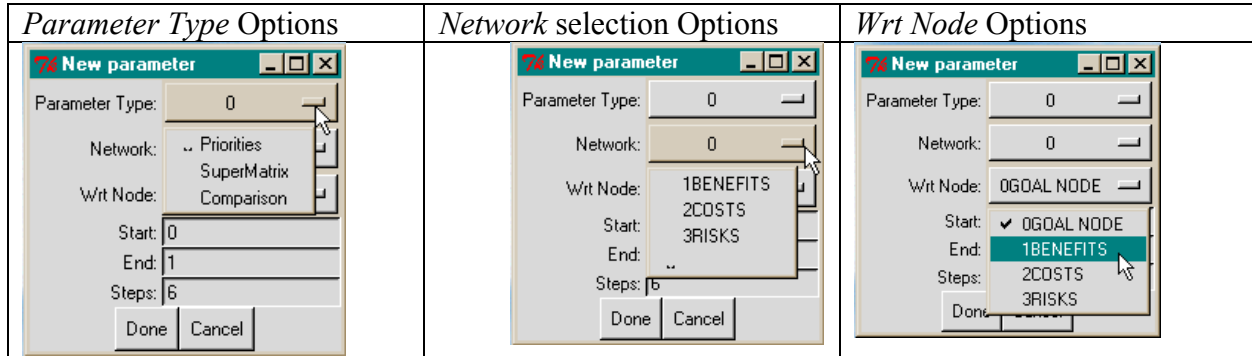 Parameter Type Options
New parameter
Parameter Type: 0
Network:
Priorities
SuperMatrix
Comparison
Wrt Node:
Start: 0
End: 1
Steps: 6
Done Cancel
Network selection Options
New parameter
Parameter Type: 0
Network: 0
Wrt Node:
1BENEFITS
2COSTS
3RISKS
Start:
End:
Steps: 6
Done Cancel
Wrt Node Options
New parameter
Parameter Type: 0
Network: 0
Wrt Node: 0GOAL NODE
Start:
End:
Steps:
0GOAL NODE
1BENEFITS
2COSTS
3RISKS